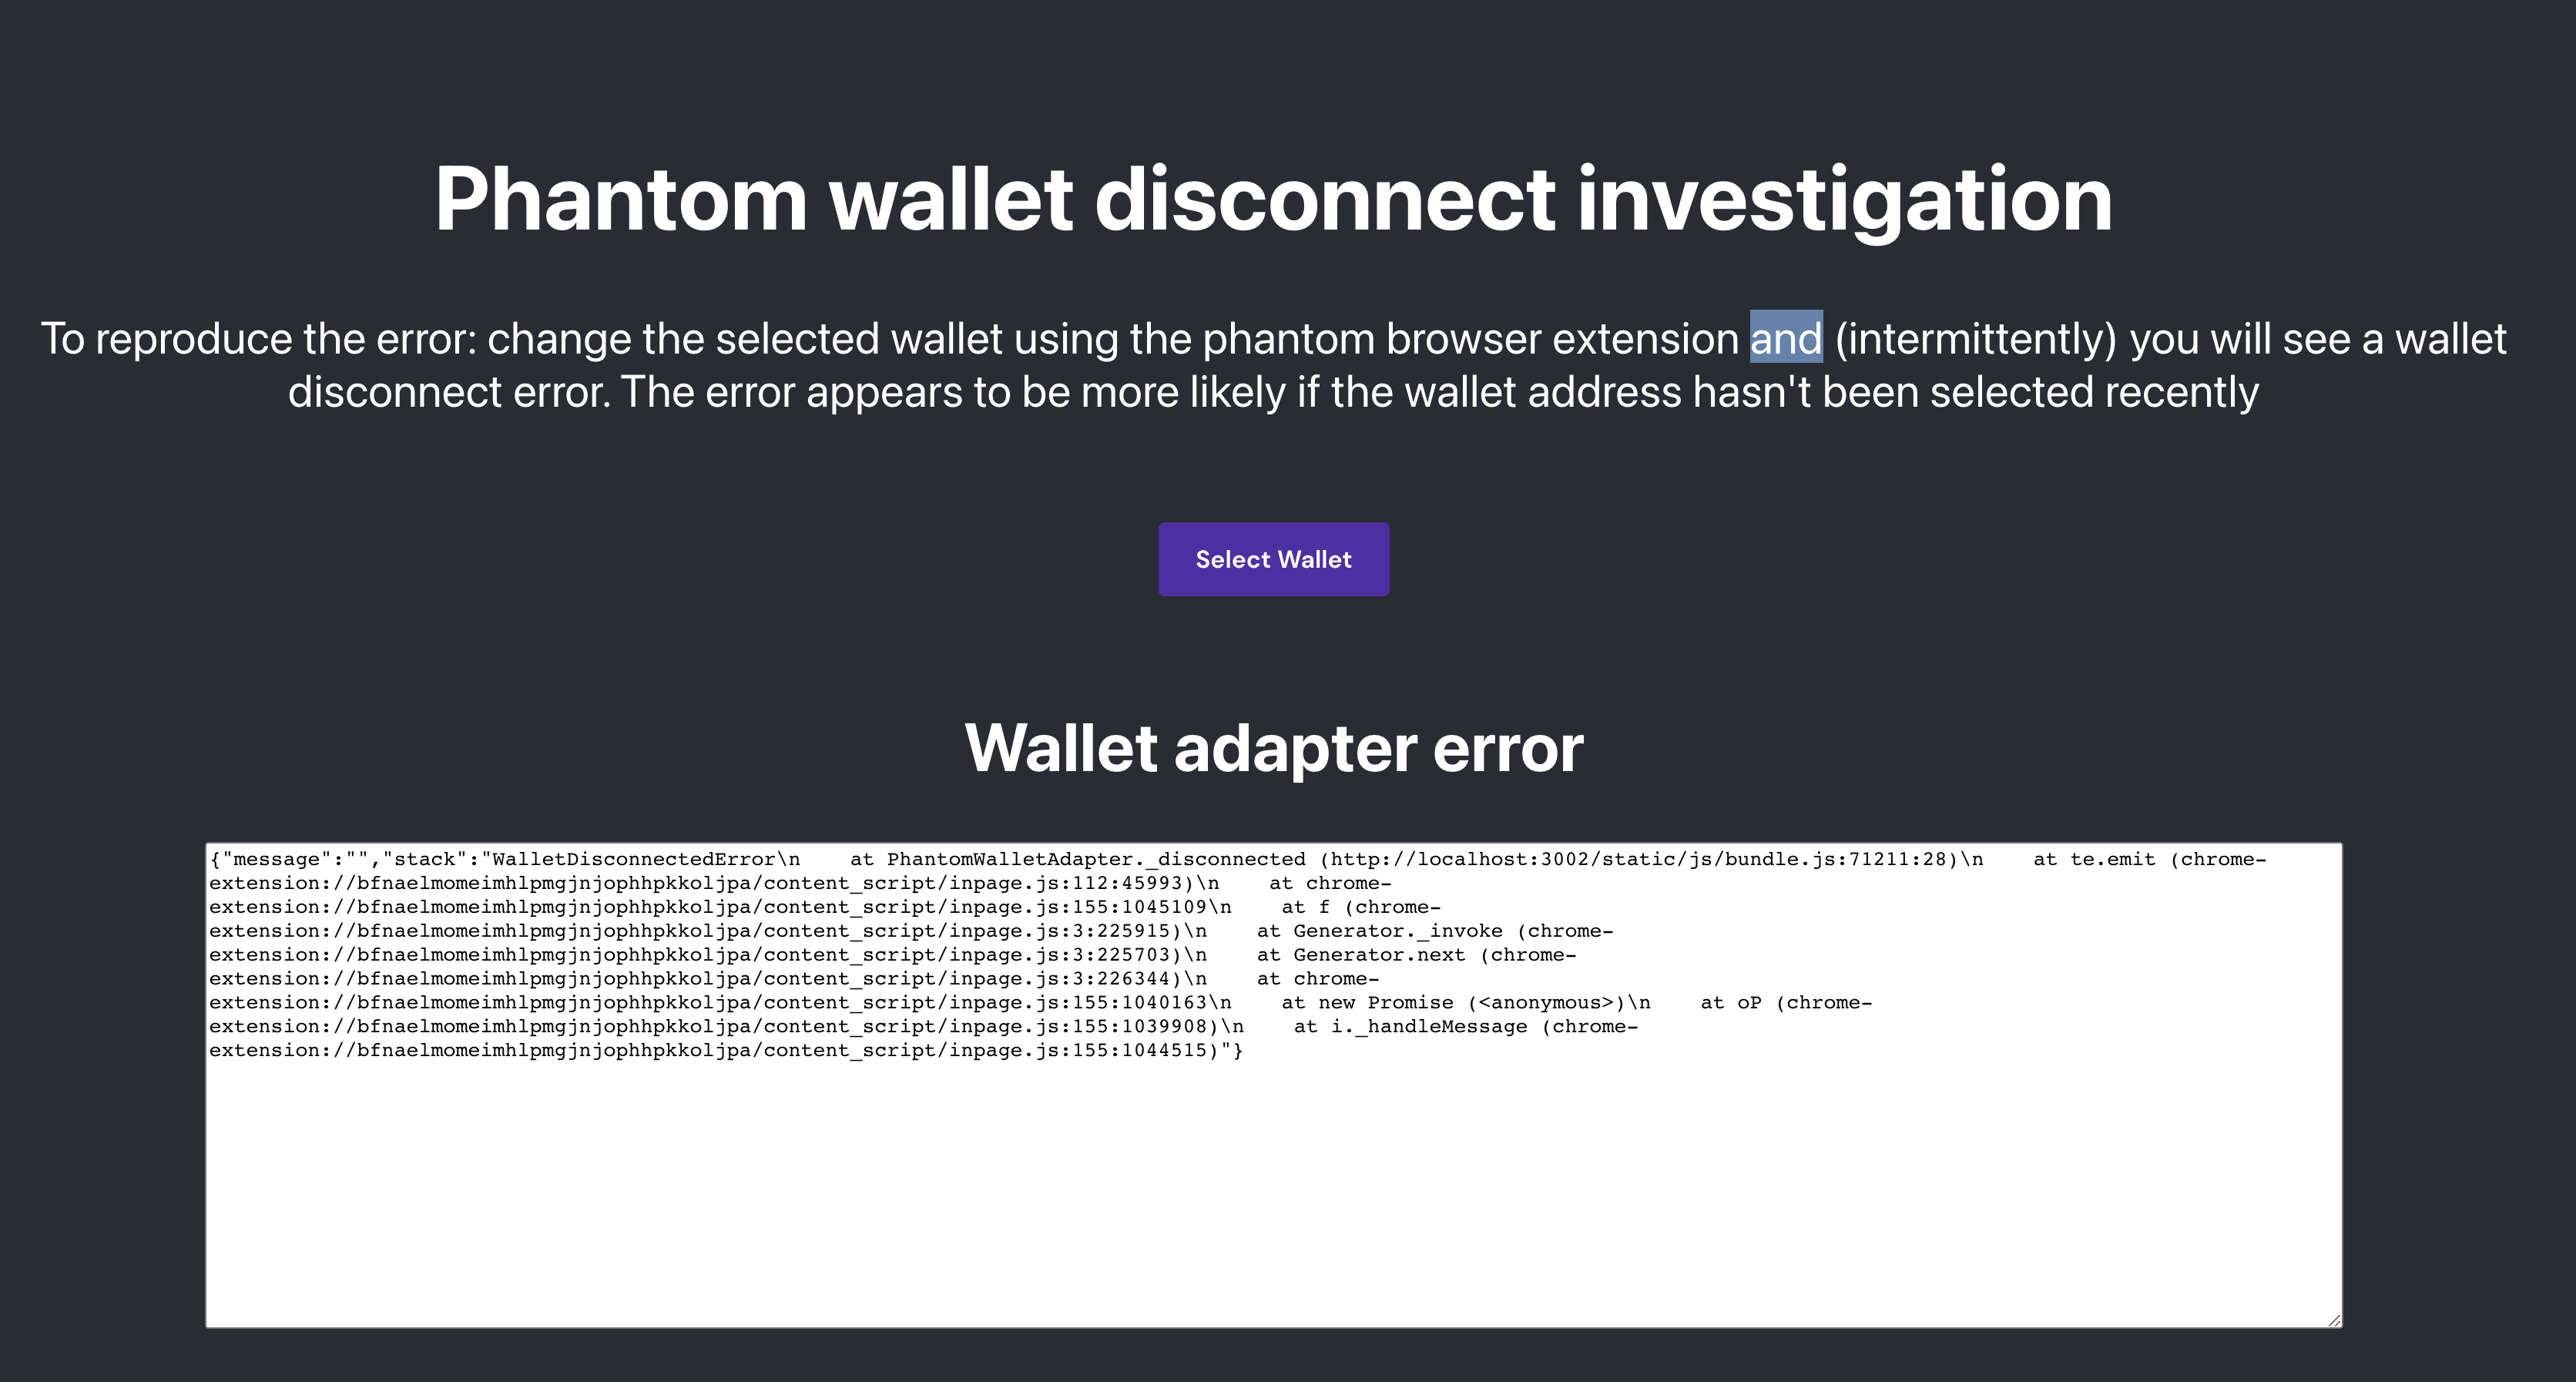 Phantom wallet disconnect investigation
To reproduce the error: change the selected wallet using the phantom browser extension and (intermittently) you will see a wallet
disconnect error. The error appears to be more likely if the wallet address hasn't been selected recently
Select Wallet
Wallet adapter error
{"message":"","stack":"WalletDisconnectedError\n    at PhantomWalletAdapter._disconnected (http://localhost:3002/static/js/bundle.js:71211:28)\n    at te.emit (chrome-
extension://bfnaelmomeimhlpmgjnjophhpkkoljpa/content_script/inpage.js:112:45993)\n    at chrome-
extension://bfnaelmomeimhlpmgjnjophhpkkoljpa/content_script/inpage.js:155:1045109\n    at f (chrome-
extension://bfnaelmomeimhlpmgjnjophhpkkoljpa/content_script/inpage.js:3:225915)\n    at Generator._invoke (chrome-
extension://bfnaelmomeimhlpmgjnjophhpkkoljpa/content_script/inpage.js:3:225703)\n    at Generator.next (chrome-
extension://bfnaelmomeimhlpmgjnjophhpkkoljpa/content_script/inpage.js:3:226344)\n    at chrome-
extension://bfnaelmomeimhlpmgjnjophhpkkoljpa/content_script/inpage.js:155:1040163\n    at new Promise (<anonymous>)\n    at oP (chrome-
extension://bfnaelmomeimhlpmgjnjophhpkkoljpa/content_script/inpage.js:155:1039908)\n    at i._handleMessage (chrome-
extension://bfnaelmomeimhlpmgjnjophhpkkoljpa/content_script/inpage.js:155:1044515)"}